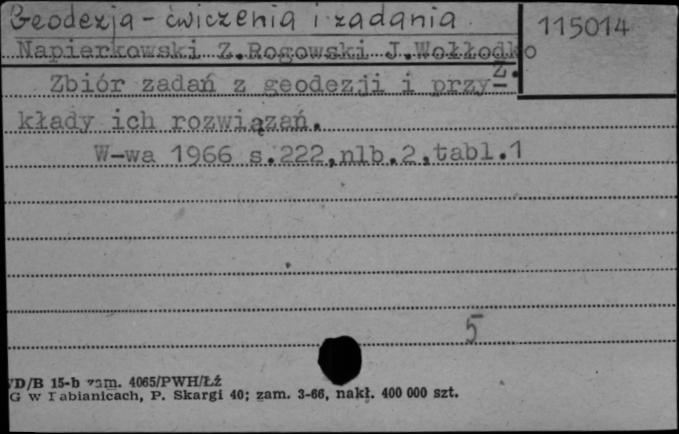 Geodezja - ćwiczenia i zadania
115014
Napierkowski Z.Rogowski J.Wołłodko
Z.
Zbiór zadań z geodezji i przy-
kłady ich rozwiązań.
W-wa 1966 s.222,nlb.2,tabl.1
5
D/B 15-b zam. 4065/PWH/Łź
G w Pabianicach, P. Skargi 40; zam. 3-66, nakł. 400 000 szt.